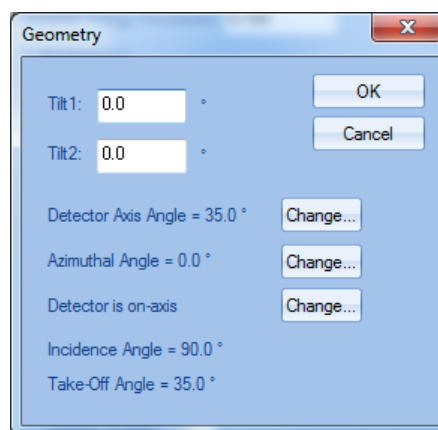 Geometry
Tilt1: 0.0 ° OK
Tilt2: 0.0 ° Cancel
Detector Axis Angle = 35.0 ° Change...
Azimuthal Angle = 0.0 ° Change...
Detector is on-axis Change...
Incidence Angle = 90.0 °
Take-Off Angle = 35.0 °